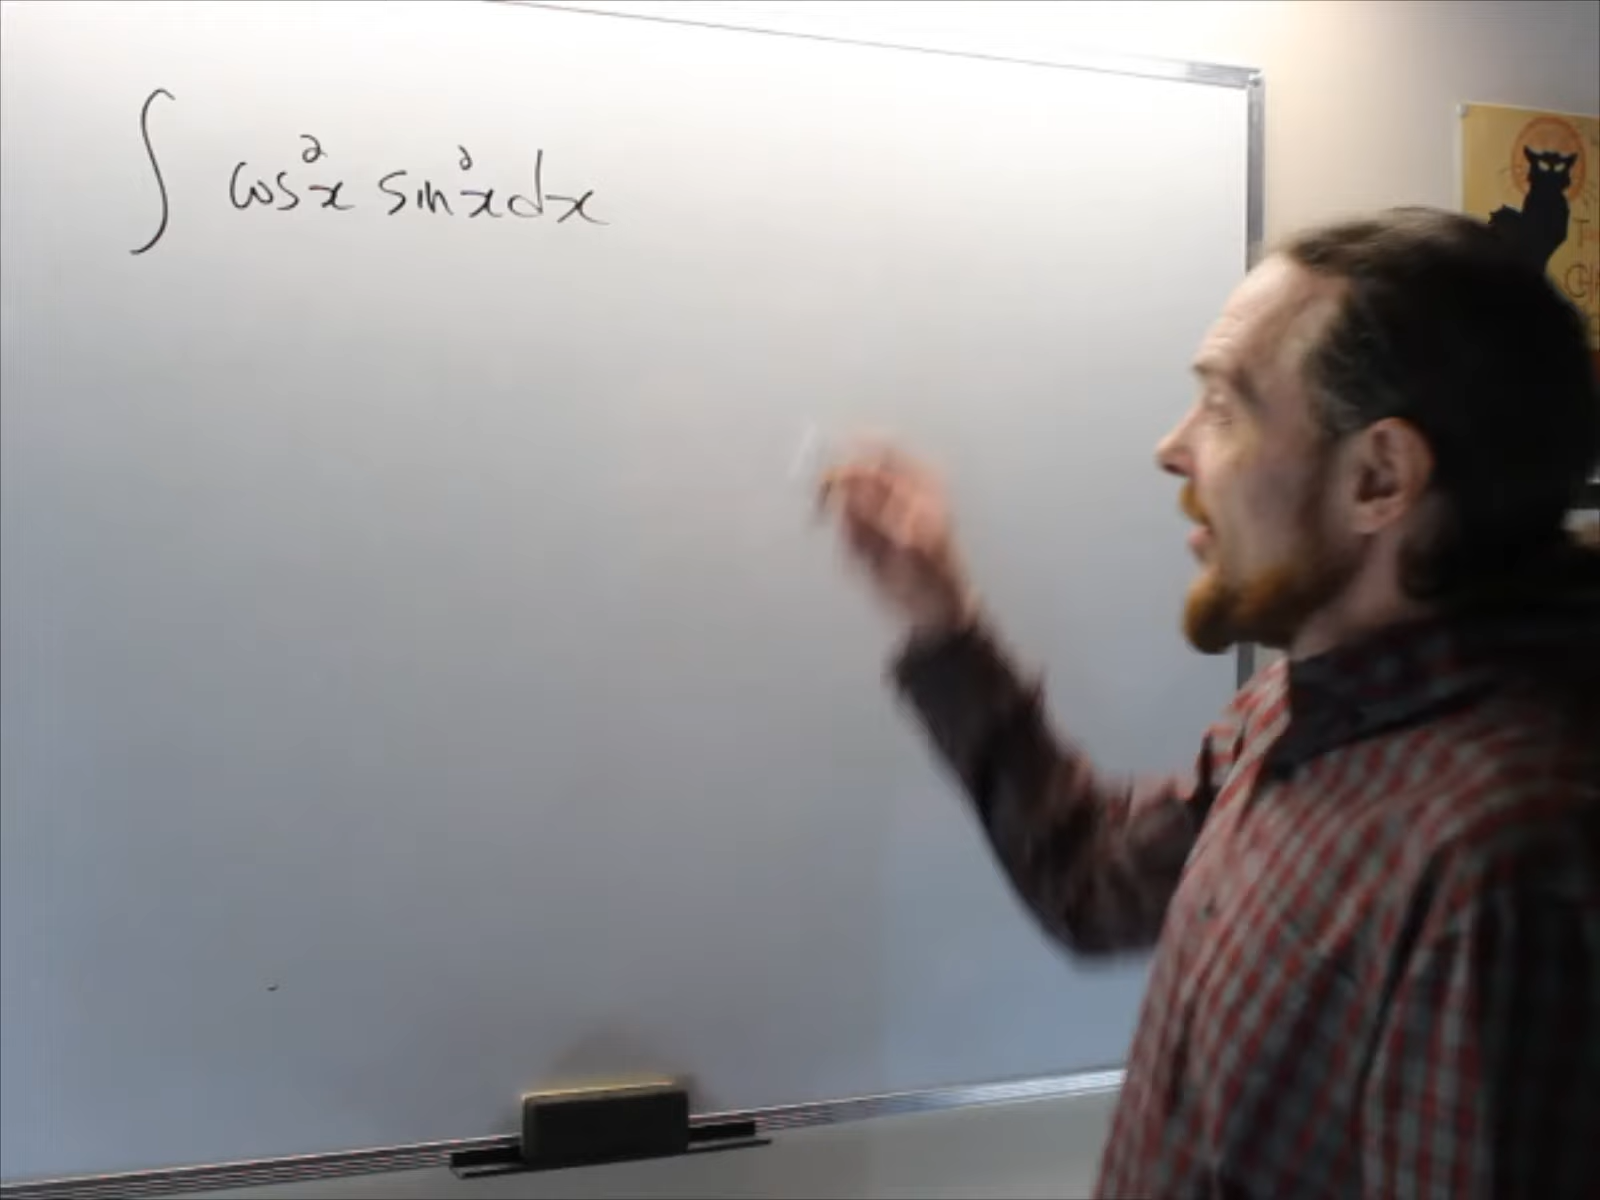 ∫ cos²x sin²x dx